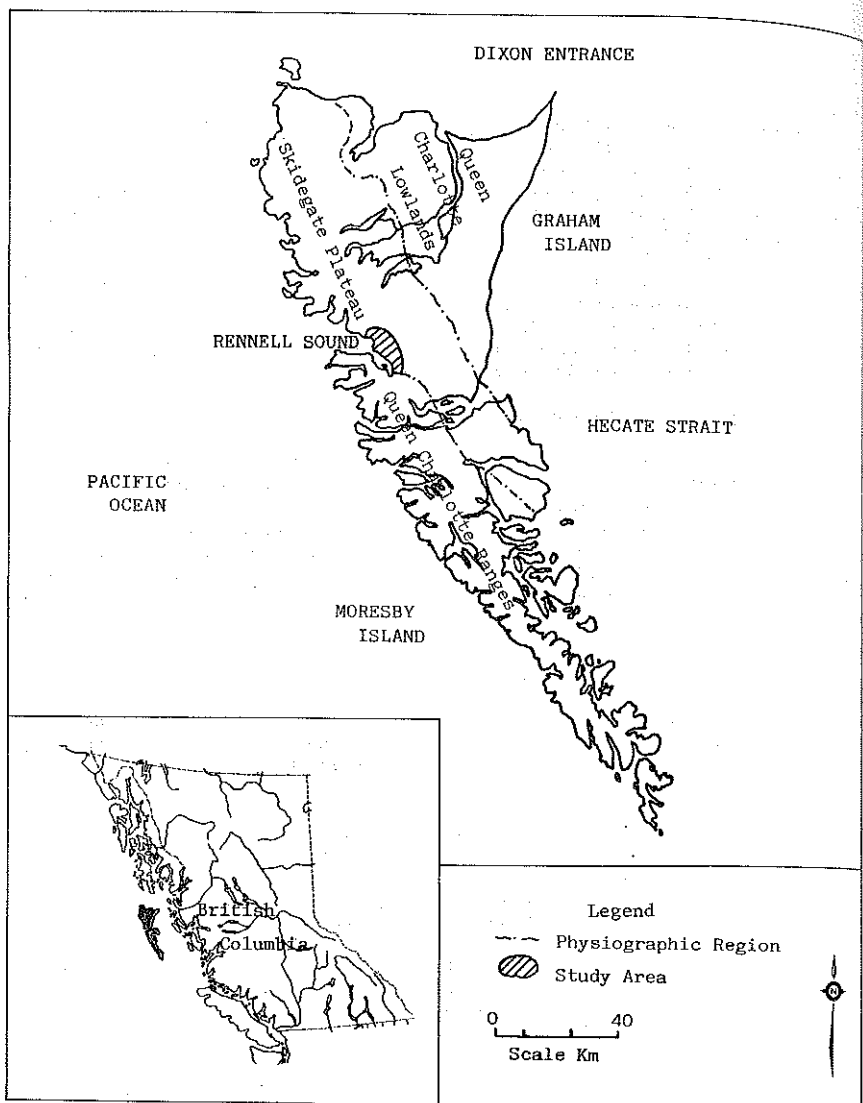 DIXON ENTRANCE
Queen
Charlotte
Lowlands
Skidegate Plateau
GRAHAM
ISLAND
RENNELL SOUND
HECATE STRAIT
Queen Charlotte Ranges
PACIFIC
OCEAN
MORESBY
ISLAND
British
Columbia
Legend
Physiographic Region
Study Area
0 40
Scale Km
N